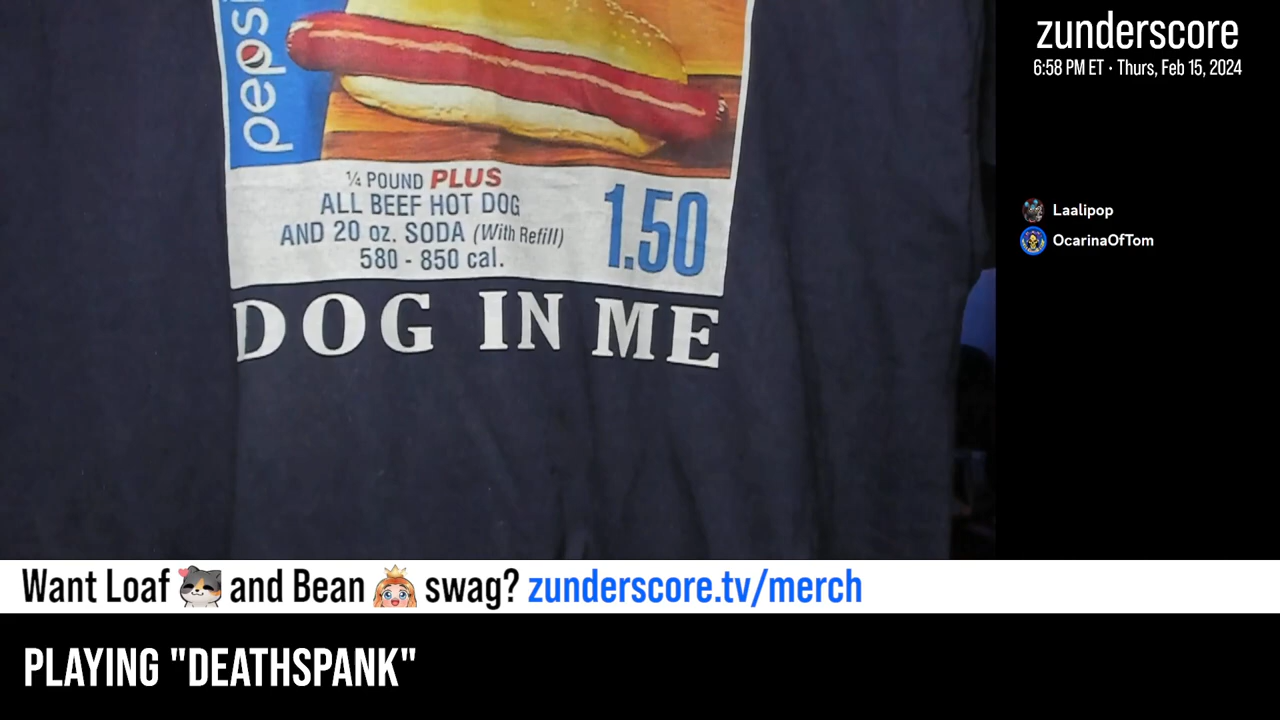 pepsi
¼ POUND PLUS
ALL BEEF HOT DOG
AND 20 oz. SODA (With Refill)
580 - 850 cal.
1.50
DOG IN ME
zunderscore
6:58 PM ET · Thurs, Feb 15, 2024
Laalipop
OcarinaOfTom
Want Loaf and Bean swag? zunderscore.tv/merch
PLAYING "DEATHSPANK"